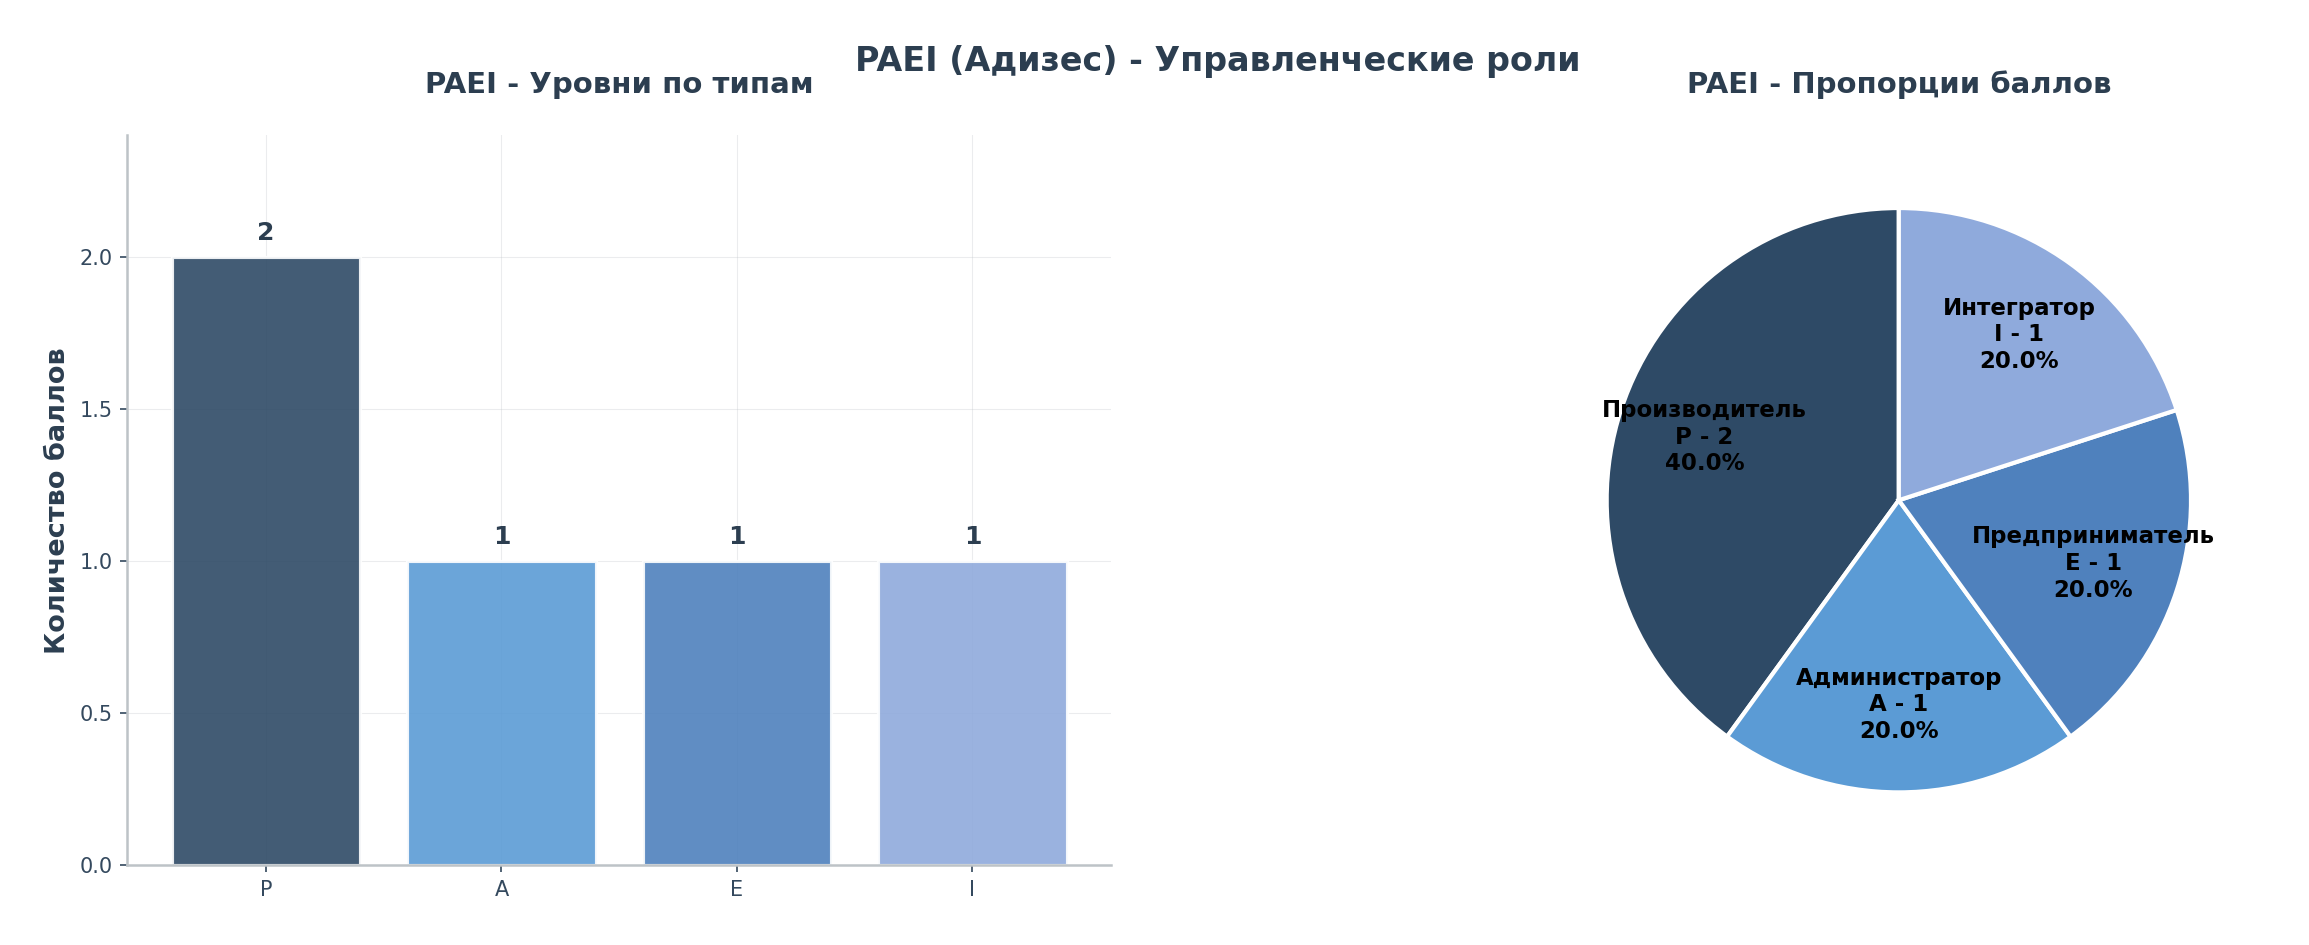 PAEI (Адизес) - Управленческие роли
PAEI - Уровни по типам
Количество баллов
2.0
1.5
1.0
0.5
0.0
2
1
1
1
P
A
E
I
PAEI - Пропорции баллов
Интегратор
I - 1
20.0%
Производитель
P - 2
40.0%
Предприниматель
E - 1
20.0%
Администратор
A - 1
20.0%